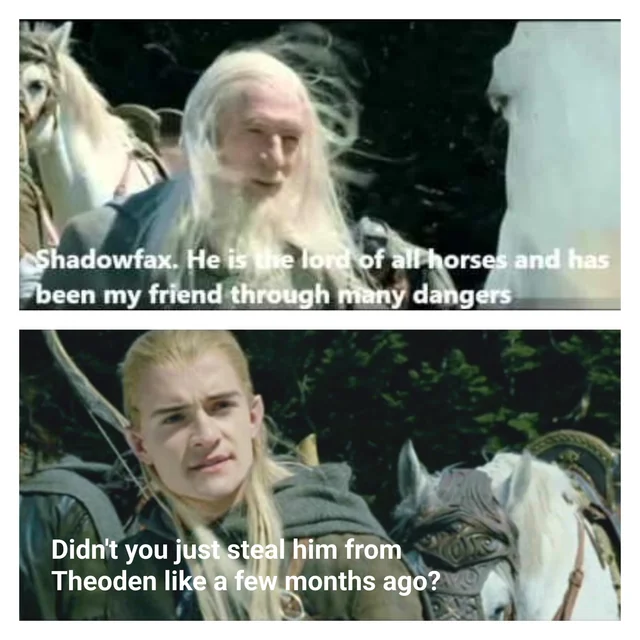 Shadowfax. He is the lord of all horses and has
been my friend through many dangers
Didn't you just steal him from
Theoden like a few months ago?